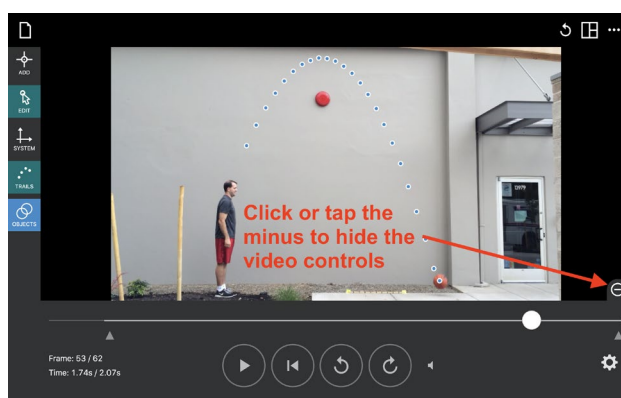 ADD
EDIT
SYSTEM
TRAILS
OBJECTS
Click or tap the
minus to hide the
video controls
Frame: 53 / 62
Time: 1.74s / 2.07s